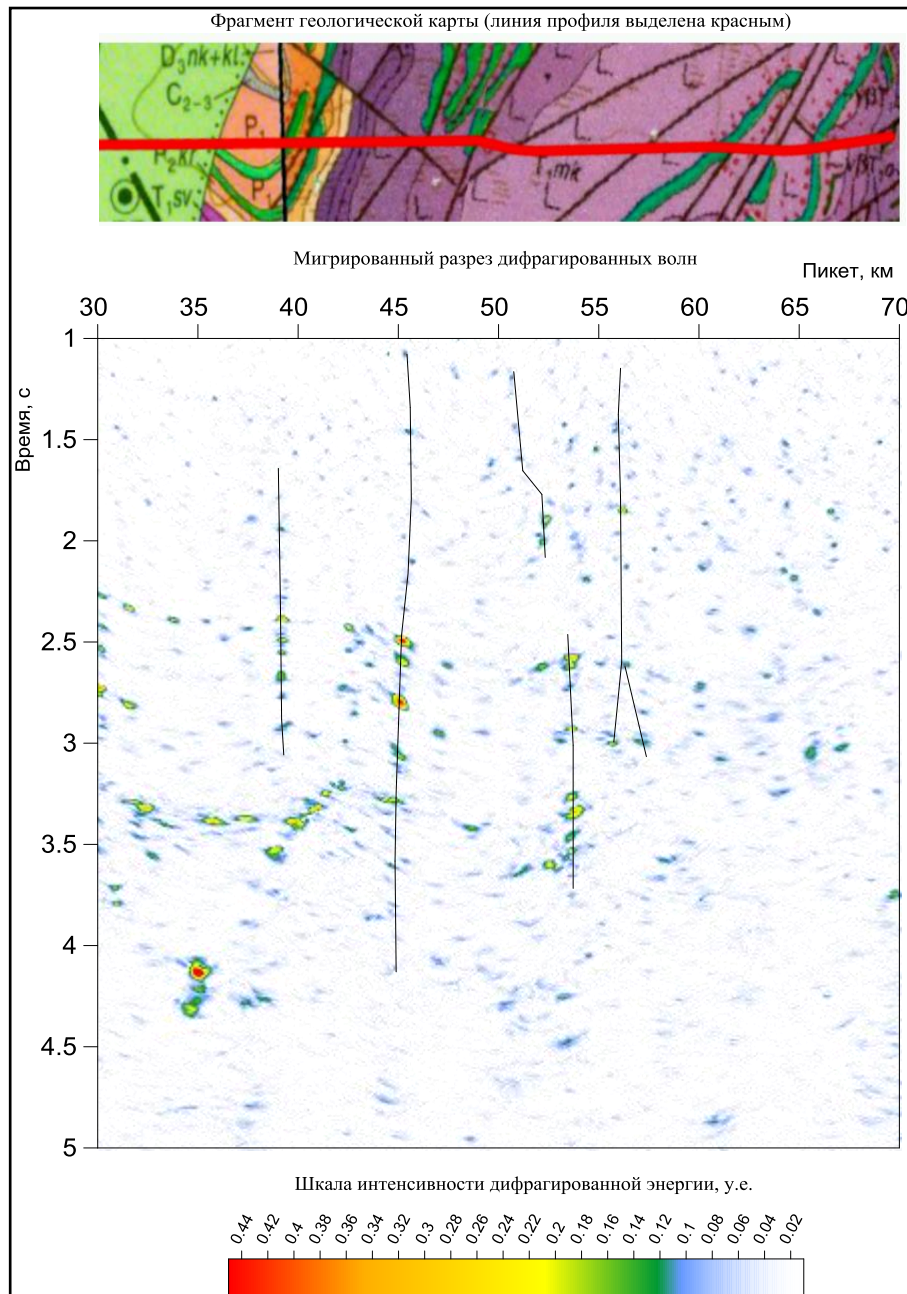 Фрагмент геологической карты (линия профиля выделена красным)
D₃nk+kl.
C₂₋₃
P₁
P₂kl.
P₁
T₁sv.
T₁mk
Мигрированный разрез дифрагированных волн
Пикет, км
30 35 40 45 50 55 60 65 70
Время, с
1
1.5
2
2.5
3
3.5
4
4.5
5
Шкала интенсивности дифрагированной энергии, у.е.
0.44 0.42 0.4 0.38 0.36 0.34 0.32 0.3 0.28 0.26 0.24 0.22 0.2 0.18 0.16 0.14 0.12 0.1 0.08 0.06 0.04 0.02